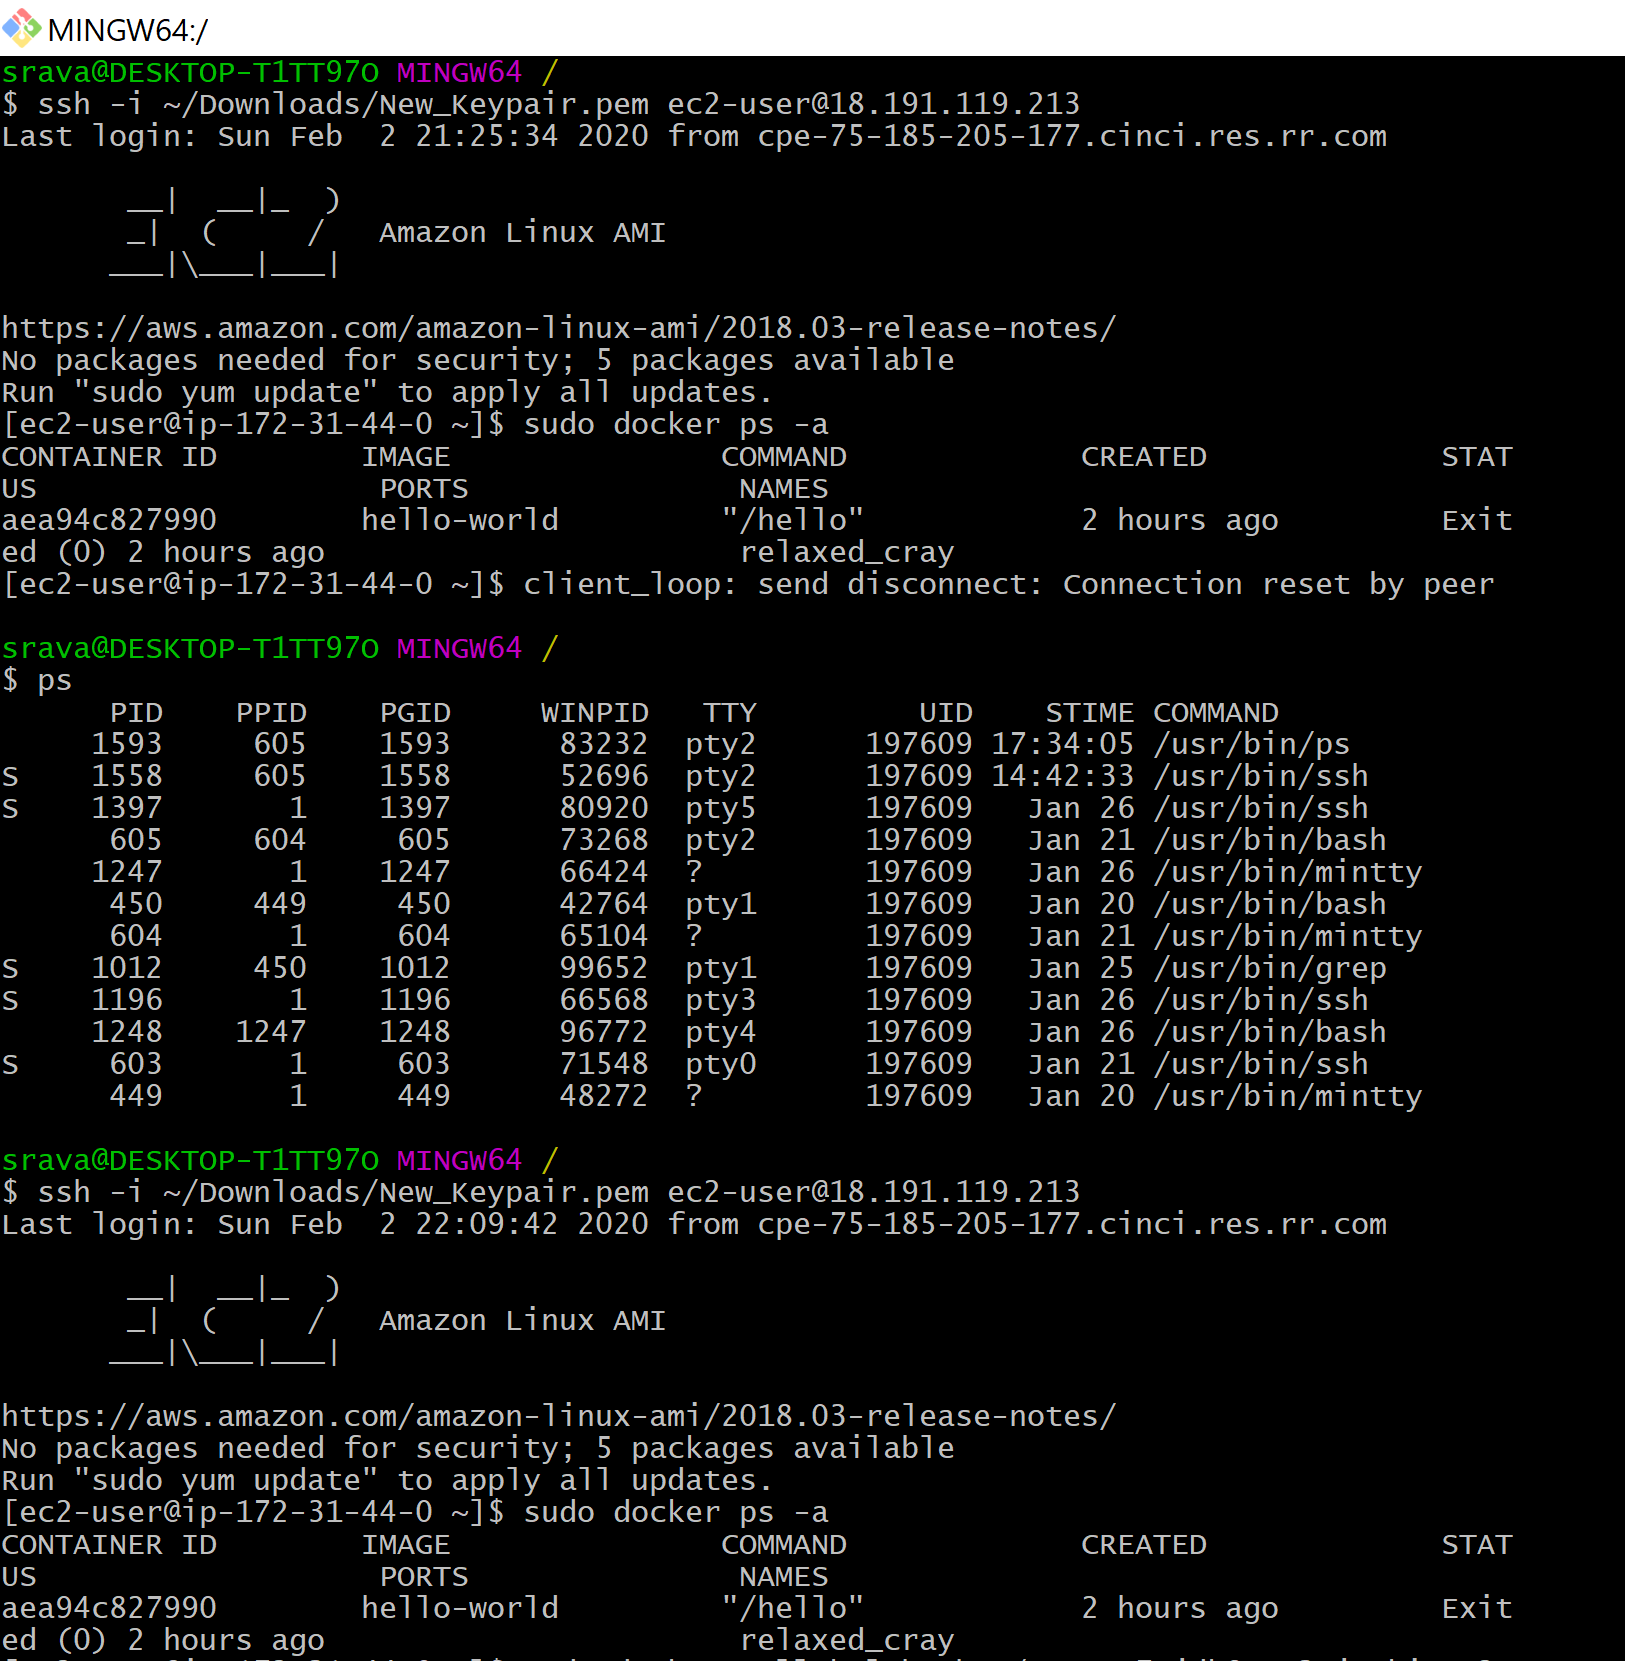 MINGW64:/
srava@DESKTOP-T1TT97O MINGW64 /
$ ssh -i ~/Downloads/New_Keypair.pem ec2-user@18.191.119.213
Last login: Sun Feb  2 21:25:34 2020 from cpe-75-185-205-177.cinci.res.rr.com

       __|  __|_  )
       _|  (     /   Amazon Linux AMI
      ___|\___|___|

https://aws.amazon.com/amazon-linux-ami/2018.03-release-notes/
No packages needed for security; 5 packages available
Run "sudo yum update" to apply all updates.
[ec2-user@ip-172-31-44-0 ~]$ sudo docker ps -a
CONTAINER ID        IMAGE               COMMAND             CREATED             STAT
US                   PORTS               NAMES
aea94c827990        hello-world         "/hello"            2 hours ago         Exit
ed (0) 2 hours ago                       relaxed_cray
[ec2-user@ip-172-31-44-0 ~]$ client_loop: send disconnect: Connection reset by peer

srava@DESKTOP-T1TT97O MINGW64 /
$ ps
      PID    PPID    PGID     WINPID   TTY         UID    STIME COMMAND
     1593     605    1593      83232  pty2      197609 17:34:05 /usr/bin/ps
S    1558     605    1558      52696  pty2      197609 14:42:33 /usr/bin/ssh
S    1397       1    1397      80920  pty5      197609   Jan 26 /usr/bin/ssh
      605     604     605      73268  pty2      197609   Jan 21 /usr/bin/bash
     1247       1    1247      66424  ?         197609   Jan 26 /usr/bin/mintty
      450     449     450      42764  pty1      197609   Jan 20 /usr/bin/bash
      604       1     604      65104  ?         197609   Jan 21 /usr/bin/mintty
S    1012     450    1012      99652  pty1      197609   Jan 25 /usr/bin/grep
S    1196       1    1196      66568  pty3      197609   Jan 26 /usr/bin/ssh
     1248    1247    1248      96772  pty4      197609   Jan 26 /usr/bin/bash
S     603       1     603      71548  pty0      197609   Jan 21 /usr/bin/ssh
      449       1     449      48272  ?         197609   Jan 20 /usr/bin/mintty

srava@DESKTOP-T1TT97O MINGW64 /
$ ssh -i ~/Downloads/New_Keypair.pem ec2-user@18.191.119.213
Last login: Sun Feb  2 22:09:42 2020 from cpe-75-185-205-177.cinci.res.rr.com

       __|  __|_  )
       _|  (     /   Amazon Linux AMI
      ___|\___|___|

https://aws.amazon.com/amazon-linux-ami/2018.03-release-notes/
No packages needed for security; 5 packages available
Run "sudo yum update" to apply all updates.
[ec2-user@ip-172-31-44-0 ~]$ sudo docker ps -a
CONTAINER ID        IMAGE               COMMAND             CREATED             STAT
US                   PORTS               NAMES
aea94c827990        hello-world         "/hello"            2 hours ago         Exit
ed (0) 2 hours ago                       relaxed_cray